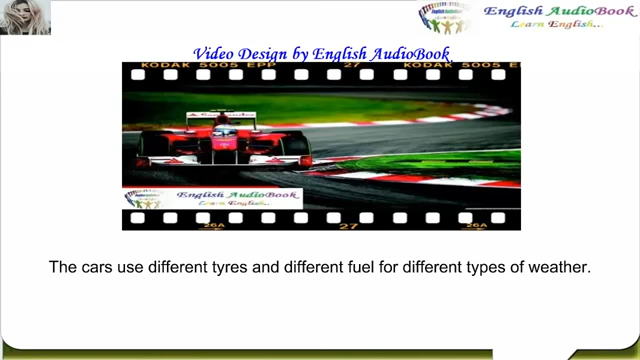 English AudioBook
Learn English...
Video Design by English AudioBook
KODAK 5005 EPP 27 KODAK 5005 E
English AudioBook
Learn English...
26A 27 26A
The cars use different tyres and different fuel for different types of weather.